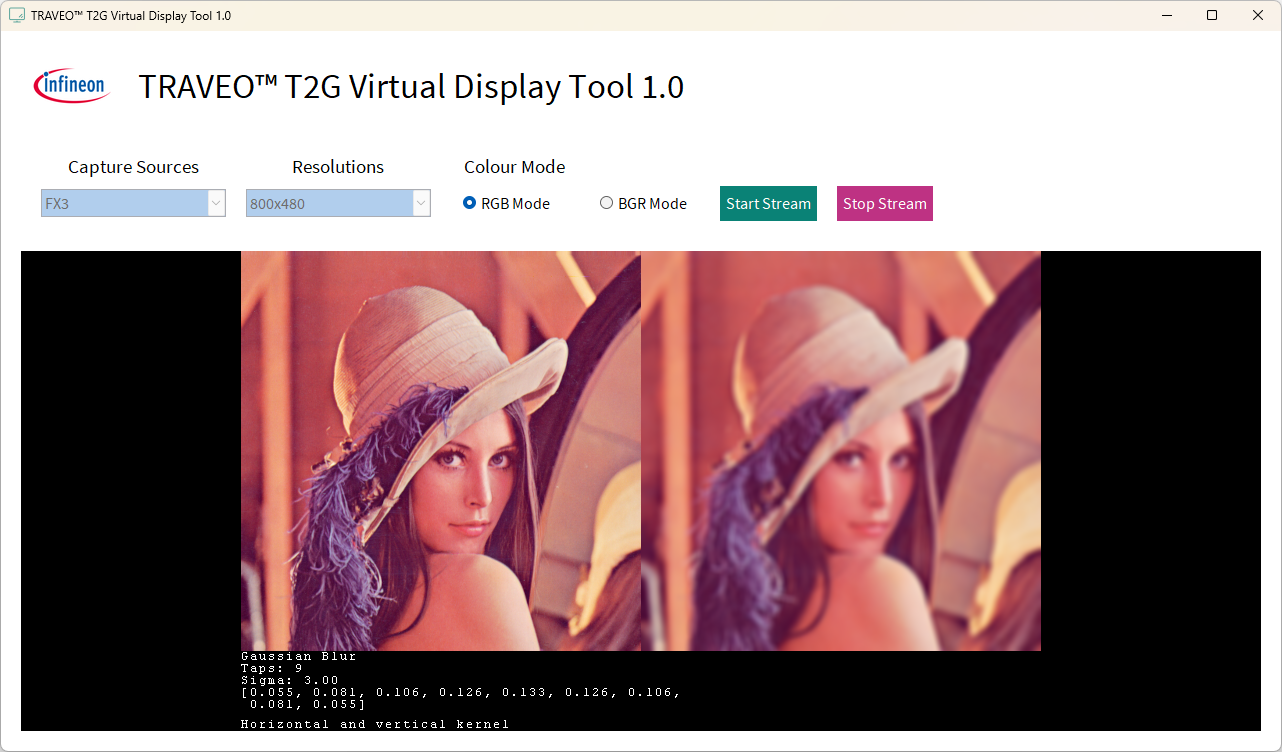 TRAVEO™ T2G Virtual Display Tool 1.0
infineon
TRAVEO™ T2G Virtual Display Tool 1.0
Capture Sources
Resolutions
Colour Mode
FX3
800x480
RGB Mode
BGR Mode
Start Stream
Stop Stream
Gaussian Blur
Taps: 9
Sigma: 3.00
[0.055, 0.081, 0.106, 0.126, 0.133, 0.126, 0.106,
0.081, 0.055]
Horizontal and vertical kernel